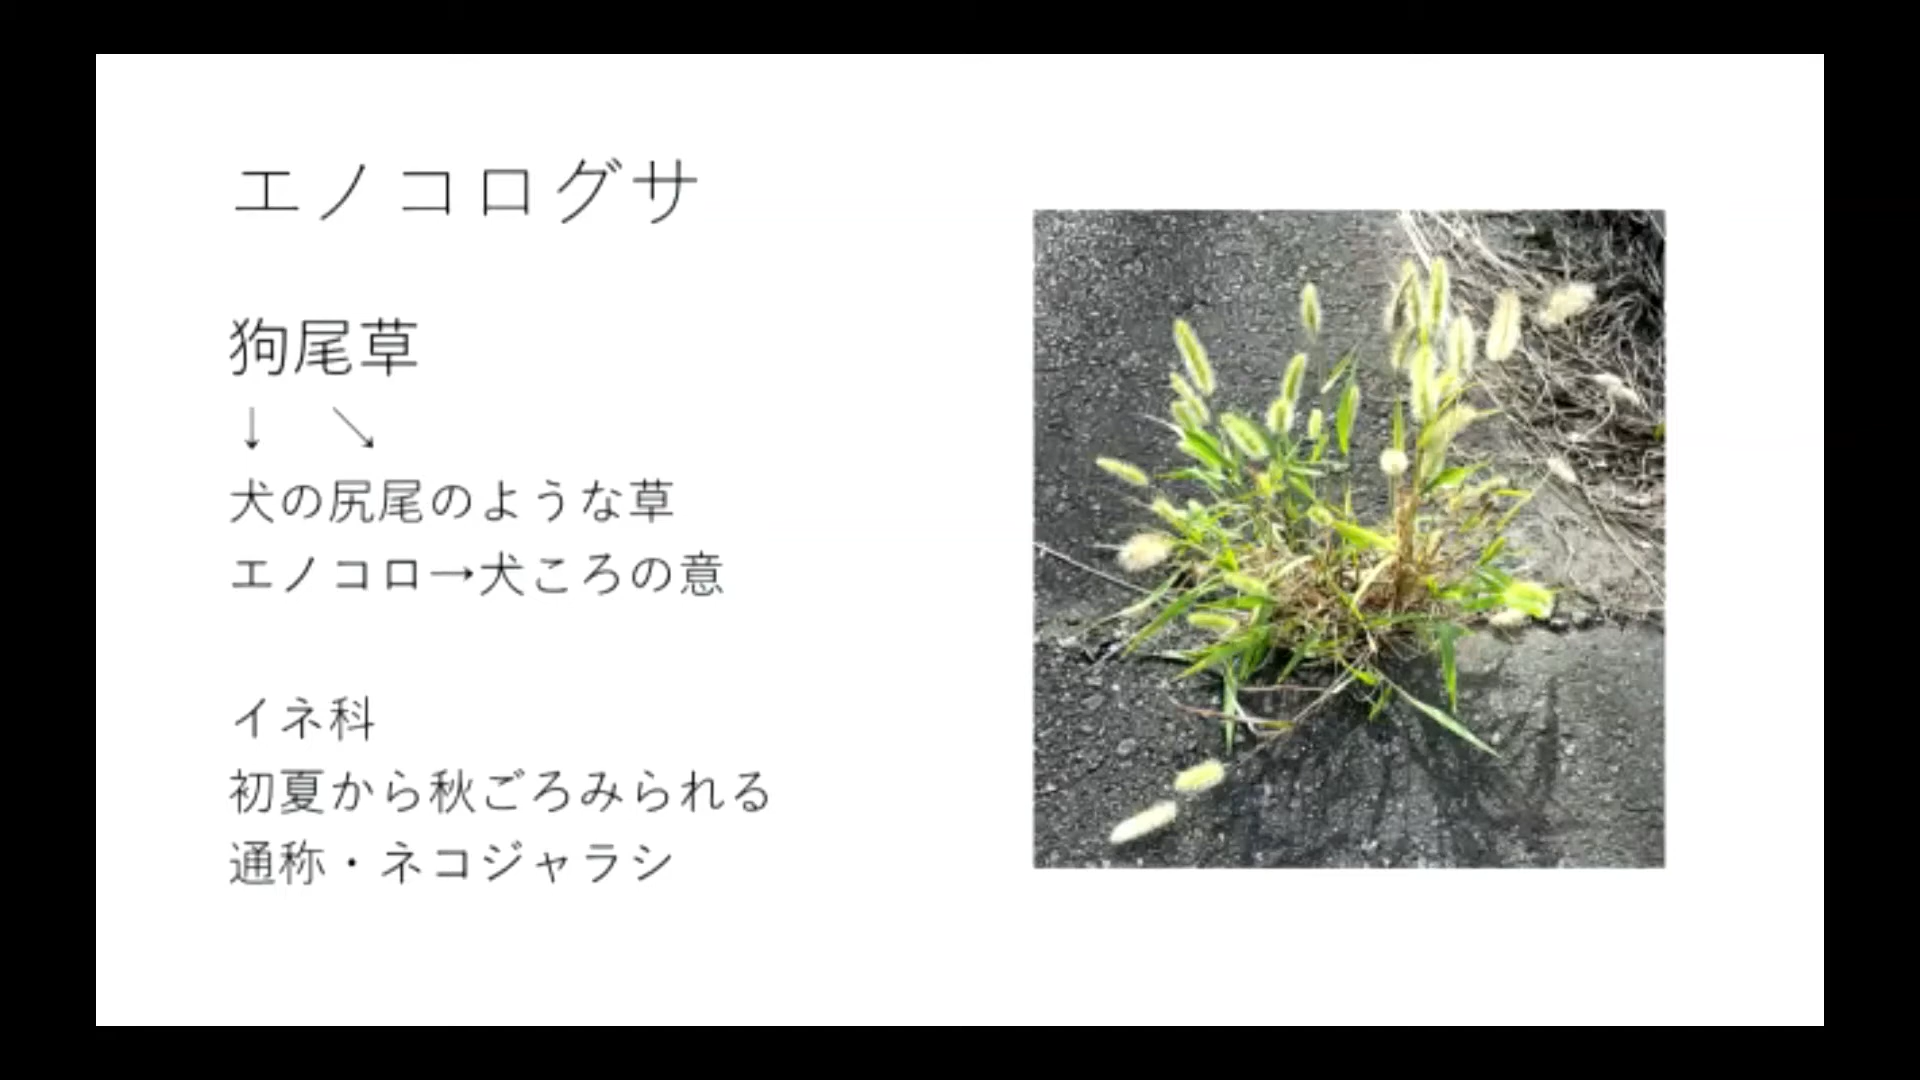 エノコログサ
狗尾草
↓ ↘
犬の尻尾のような草
エノコロ→犬ころの意
イネ科
初夏から秋ごろみられる
通称・ネコジャラシ